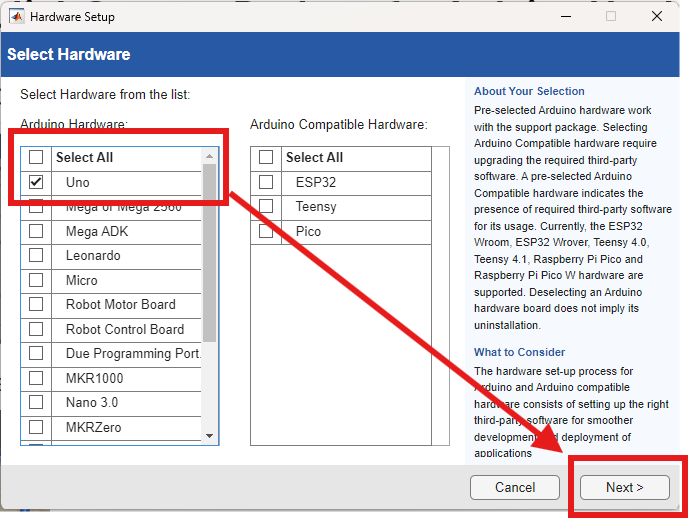 Hardware Setup
Select Hardware
Select Hardware from the list:
Arduino Hardware:
Select All
Uno
Mega or Mega 2560
Mega ADK
Leonardo
Micro
Robot Motor Board
Robot Control Board
Due Programming Port.
MKR1000
Nano 3.0
MKRZero
Arduino Compatible Hardware:
Select All
ESP32
Teensy
Pico
About Your Selection
Pre-selected Arduino hardware work
with the support package. Selecting
Arduino Compatible hardware require
upgrading the required third-party
software. A pre-selected Arduino
Compatible hardware indicates the
presence of required third-party software
for its usage. Currently, the ESP32
Wroom, ESP32 Wrover, Teensy 4.0,
Teensy 4.1, Raspberry Pi Pico and
Raspberry Pi Pico W hardware are
supported. Deselecting an Arduino
hardware board does not imply its
uninstallation.
What to Consider
The hardware set-up process for
Arduino and Arduino compatible
hardware consists of setting up the right
third-party software for smoother
development and deployment of
applications
Cancel
Next >